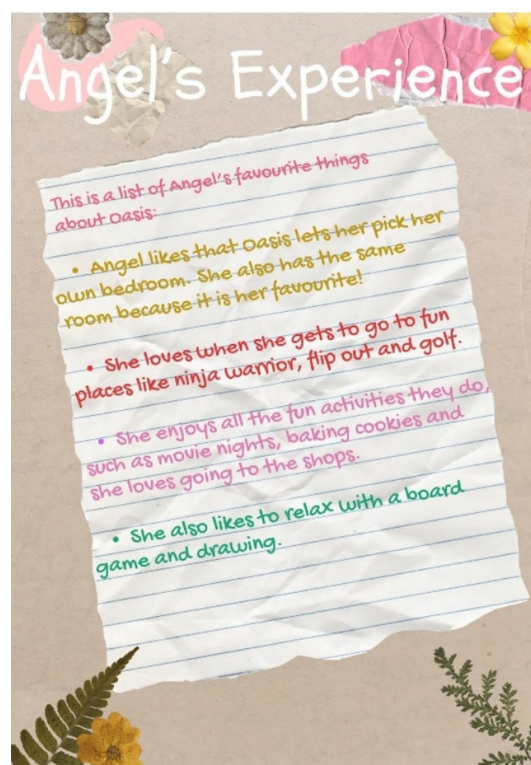 Angel's Experience
This is a list of Angel's favourite things
about Oasis:
• Angel likes that Oasis lets her pick her
own bedroom. She also has the same
room because it is her favourite!
• She loves when she gets to go to fun
places like ninja warrior, flip out and golf.
• She enjoys all the fun activities they do,
such as movie nights, baking cookies and
she loves going to the shops.
• She also likes to relax with a board
game and drawing.